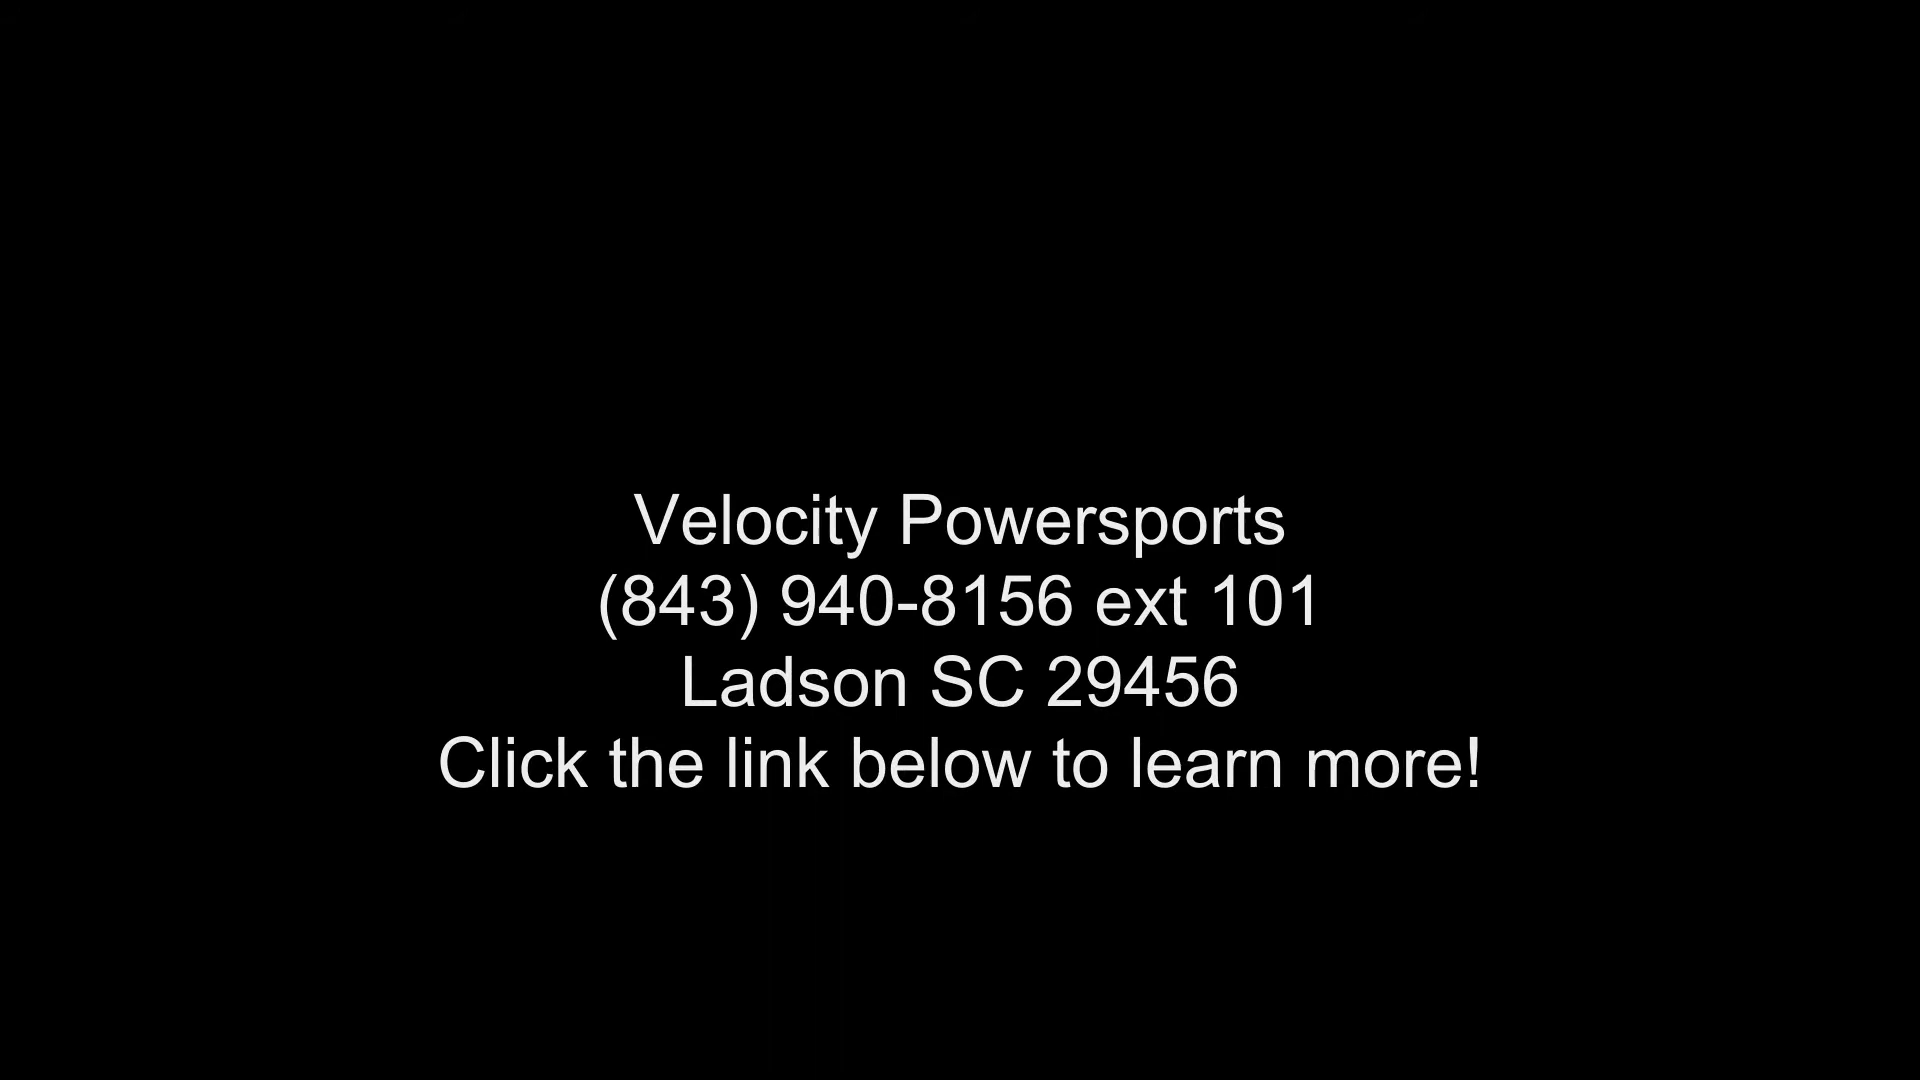 Velocity Powersports
(843) 940-8156 ext 101
Ladson SC 29456
Click the link below to learn more!